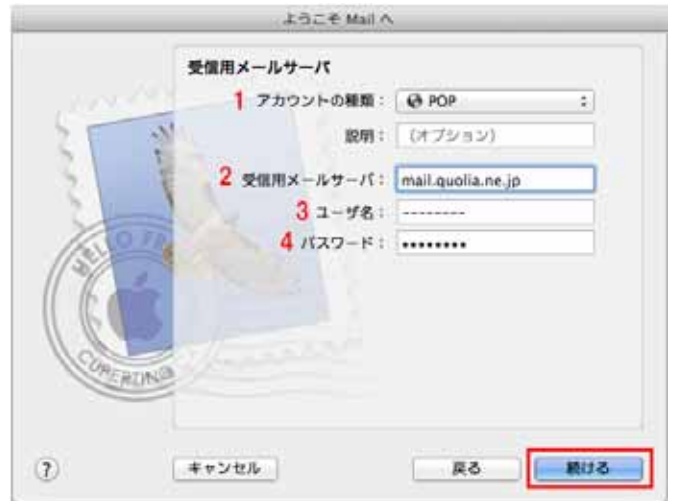 ようこそ Mail へ
受信用メールサーバ
1 アカウントの種類： POP
説明： （オプション）
2 受信用メールサーバ： mail.quolia.ne.jp
3 ユーザ名： --------
4 パスワード： ••••••••
HELLO FR
CUPERTINO
? キャンセル 戻る 続ける